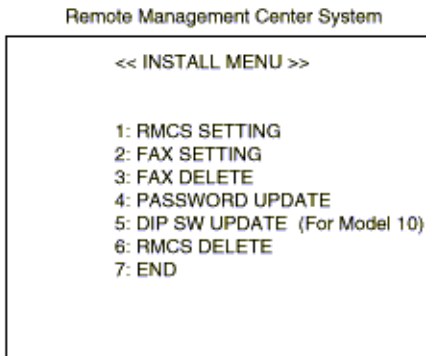 Remote Management Center System
<< INSTALL MENU >>
1: RMCS SETTING
2: FAX SETTING
3: FAX DELETE
4: PASSWORD UPDATE
5: DIP SW UPDATE (For Model 10)
6: RMCS DELETE
7: END